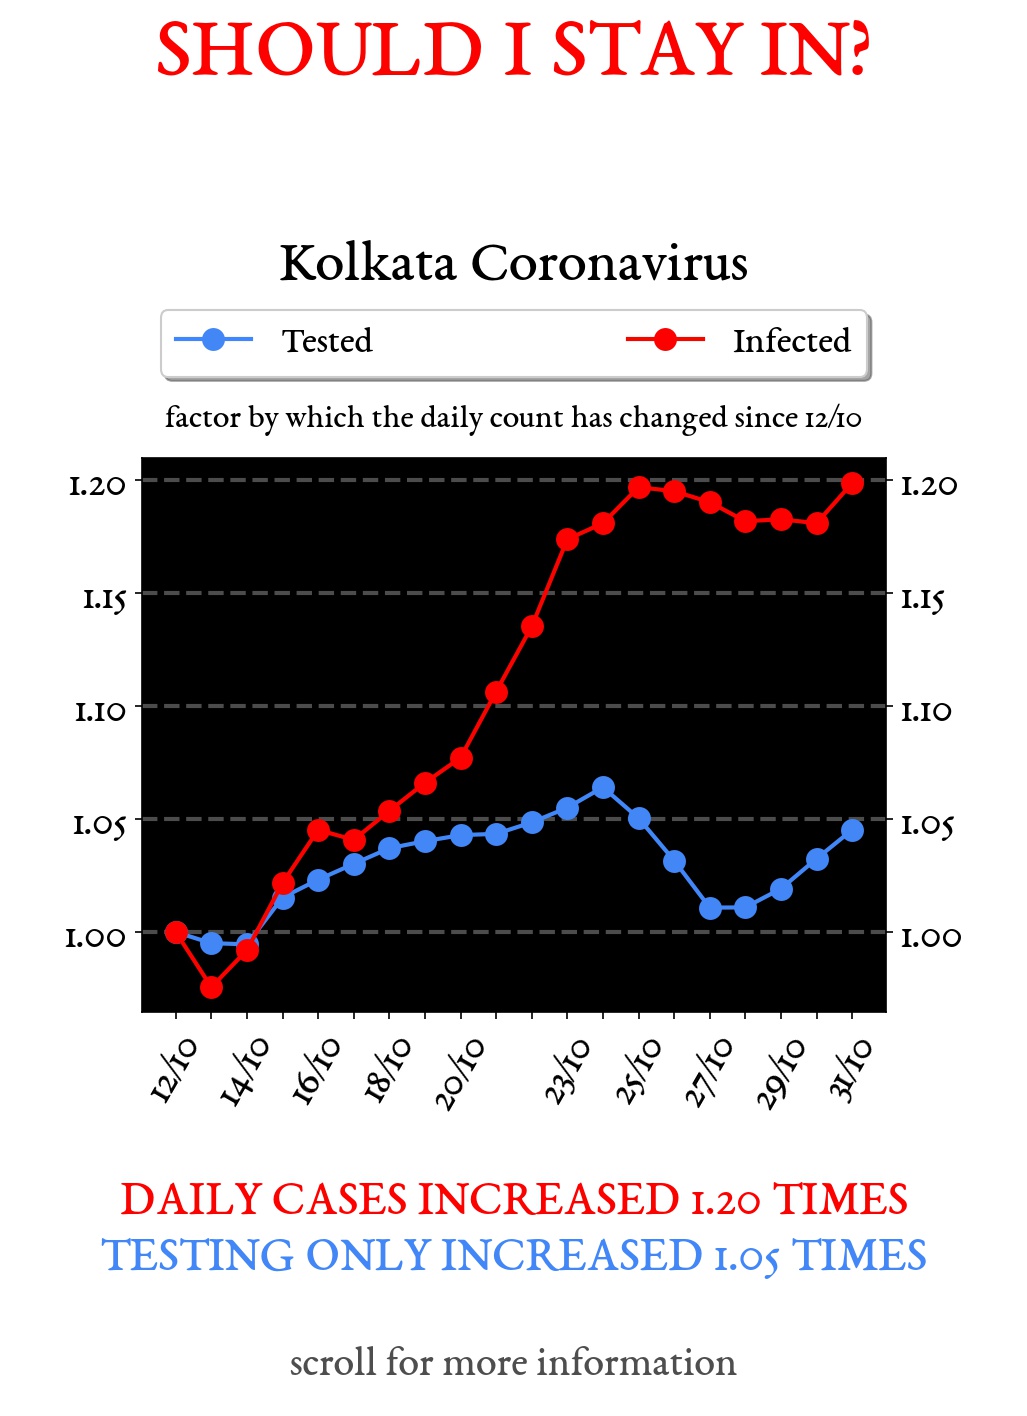 SHOULD I STAY IN?
Kolkata Coronavirus
Tested Infected
factor by which the daily count has changed since 12/10
1.20 1.20
1.15 1.15
1.10 1.10
1.05 1.05
1.00 1.00
12/10 14/10 16/10 18/10 20/10 23/10 25/10 27/10 29/10 31/10
DAILY CASES INCREASED 1.20 TIMES
TESTING ONLY INCREASED 1.05 TIMES
scroll for more information